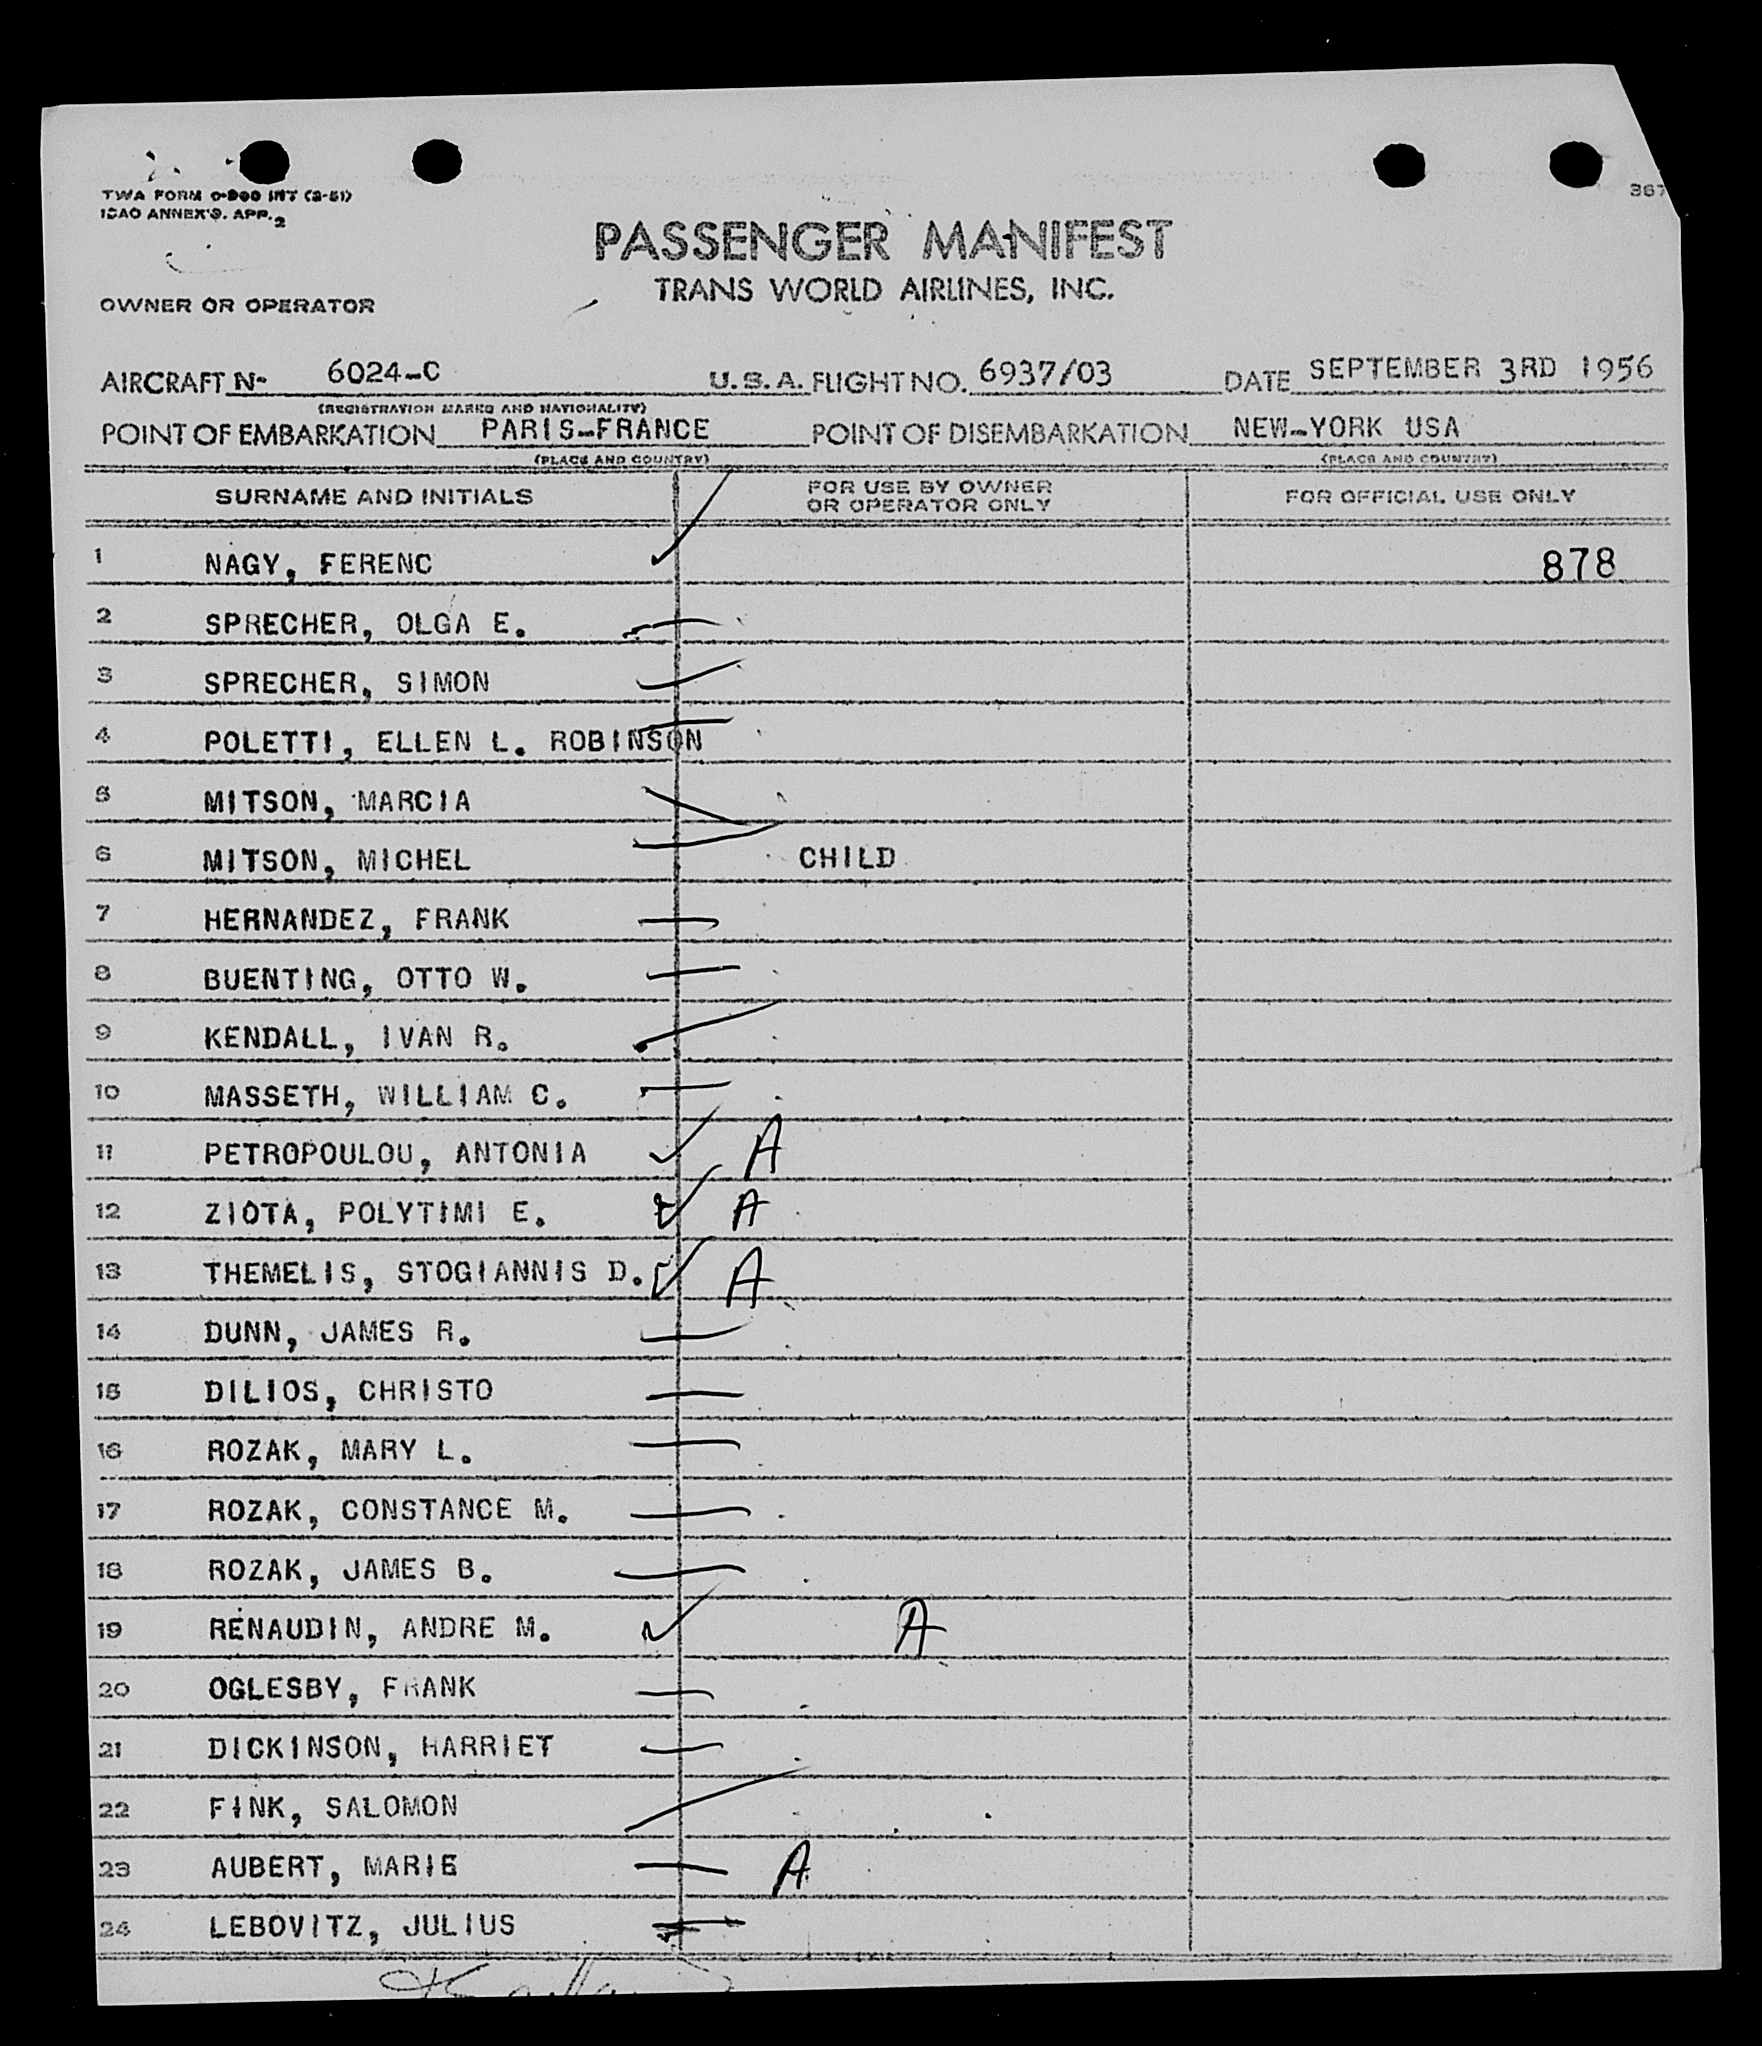 TWA FORM 0-900 INT (2-51)
ICAO ANNEX 9. APP. 2
367
PASSENGER MANIFEST
TRANS WORLD AIRLINES, INC.
OWNER OR OPERATOR
AIRCRAFT N- 6024-C U.S.A. FLIGHT NO. 6937/03 DATE SEPTEMBER 3RD 1956
(REGISTRATION MARKS AND NATIONALITY)
POINT OF EMBARKATION PARIS-FRANCE POINT OF DISEMBARKATION NEW-YORK USA
(PLACE AND COUNTRY) (PLACE AND COUNTRY)
SURNAME AND INITIALS FOR USE BY OWNER OR OPERATOR ONLY FOR OFFICIAL USE ONLY
1 NAGY, FERENC 878
2 SPRECHER, OLGA E.
3 SPRECHER, SIMON
4 POLETTI, ELLEN L. ROBINSON
5 MITSON, MARCIA
6 MITSON, MICHEL CHILD
7 HERNANDEZ, FRANK
8 BUENTING, OTTO W.
9 KENDALL, IVAN R.
10 MASSETH, WILLIAM C.
11 PETROPOULOU, ANTONIA A
12 ZIOTA, POLYTIMI E. A
13 THEMELIS, STOGIANNIS D. A
14 DUNN, JAMES R.
15 DILIOS, CHRISTO
16 ROZAK, MARY L.
17 ROZAK, CONSTANCE M.
18 ROZAK, JAMES B.
19 RENAUDIN, ANDRE M. A
20 OGLESBY, FRANK
21 DICKINSON, HARRIET
22 FINK, SALOMON
23 AUBERT, MARIE A
24 LEBOVITZ, JULIUS